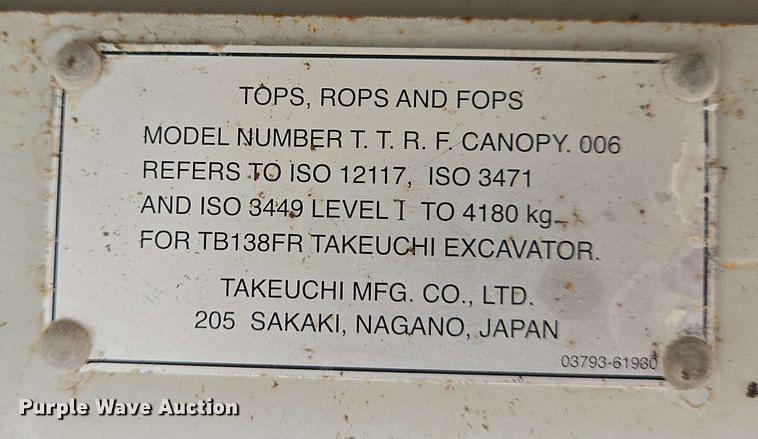 TOPS, ROPS AND FOPS
MODEL NUMBER T. T. R. F. CANOPY. 006
REFERS TO ISO 12117, ISO 3471
AND ISO 3449 LEVEL I TO 4180 kg
FOR TB138FR TAKEUCHI EXCAVATOR.
TAKEUCHI MFG. CO., LTD.
205 SAKAKI, NAGANO, JAPAN
03793-61980
Purple Wave Auction